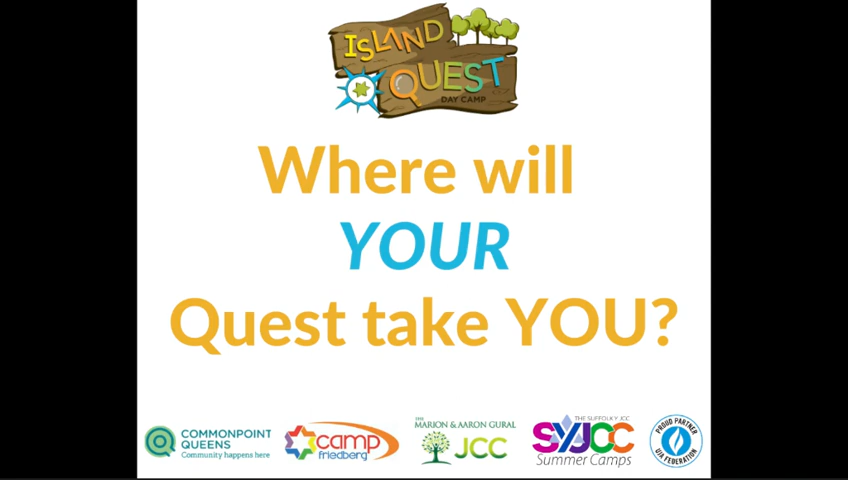 ISLAND
QUEST
DAY CAMP
Where will
YOUR
Quest take YOU?
COMMONPOINT
QUEENS
Community happens here
camp
friedberg
THE
MARION & AARON GURAL
JCC
THE SUFFOLK Y JCC
SYJCC
Summer Camps
PROUD PARTNER
UJA FEDERATION